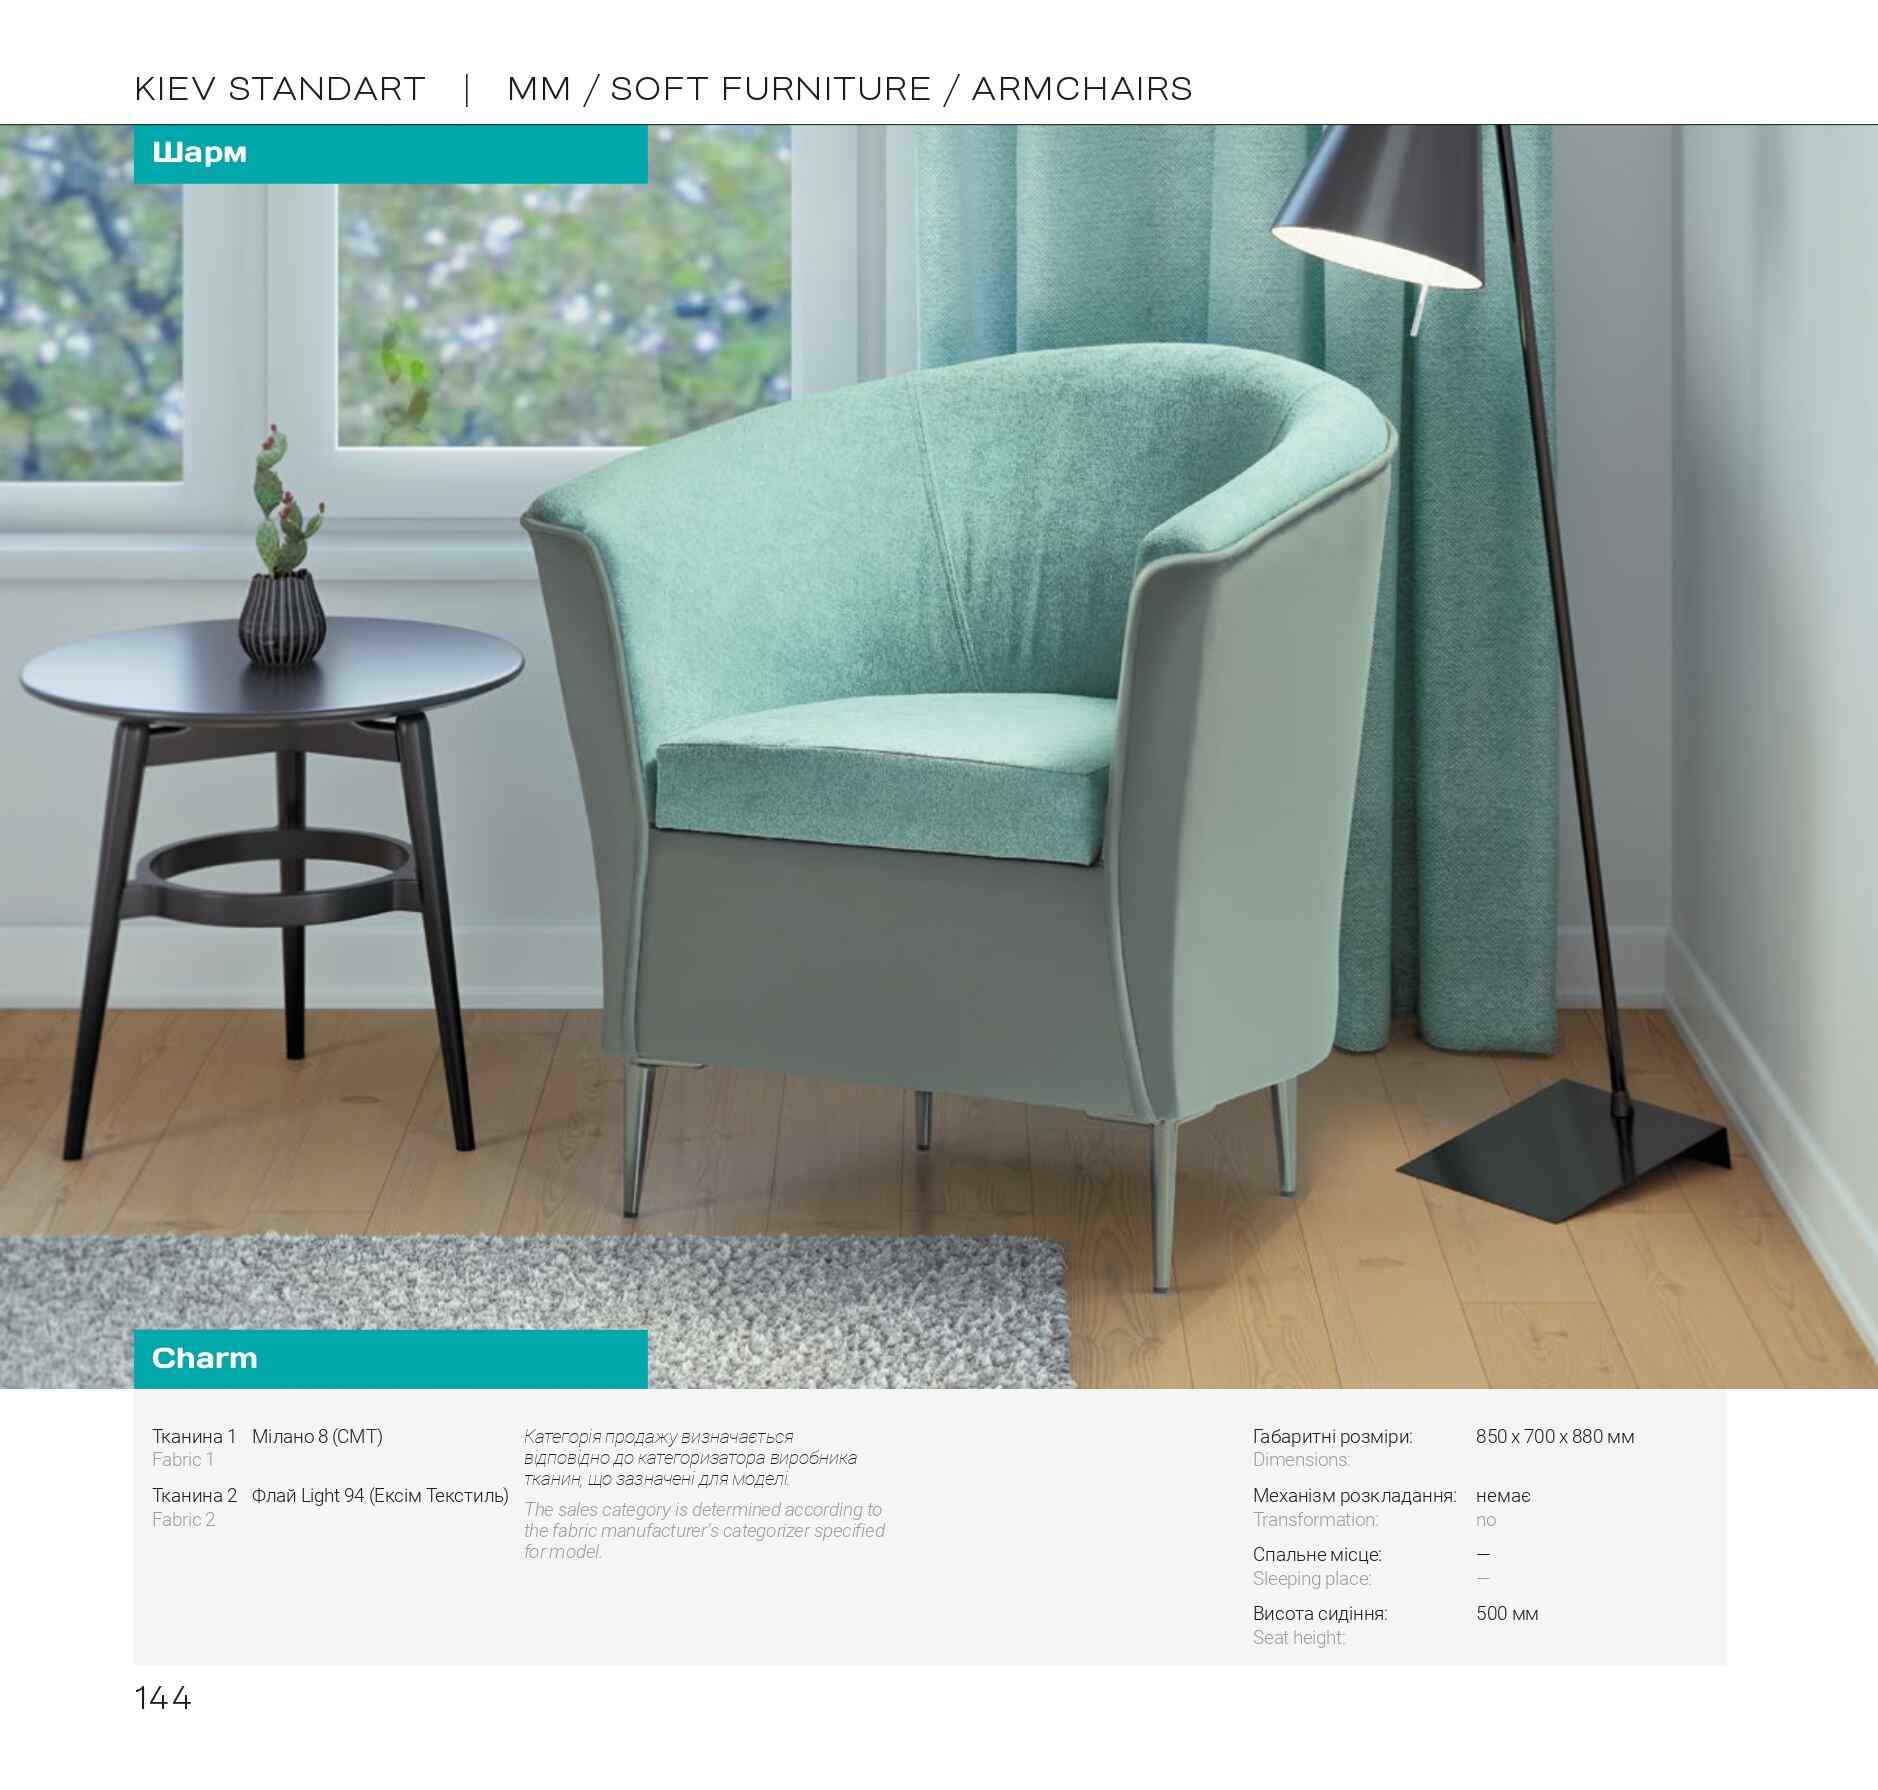 KIEV STANDART | MM / SOFT FURNITURE / ARMCHAIRS
Шарм
Charm
Тканина 1 Мілано 8 (СМТ)
Fabric 1
Тканина 2 Флай Light 94 (Ексім Текстиль)
Fabric 2
Категорія продажу визначається
відповідно до категоризатора виробника
тканин, що зазначені для моделі.
The sales category is determined according to
the fabric manufacturer's categorizer specified
for model.
Габаритні розміри: 850 x 700 x 880 мм
Dimensions:
Механізм розкладання: немає
Transformation: no
Спальне місце: —
Sleeping place: —
Висота сидіння: 500 мм
Seat height:
144